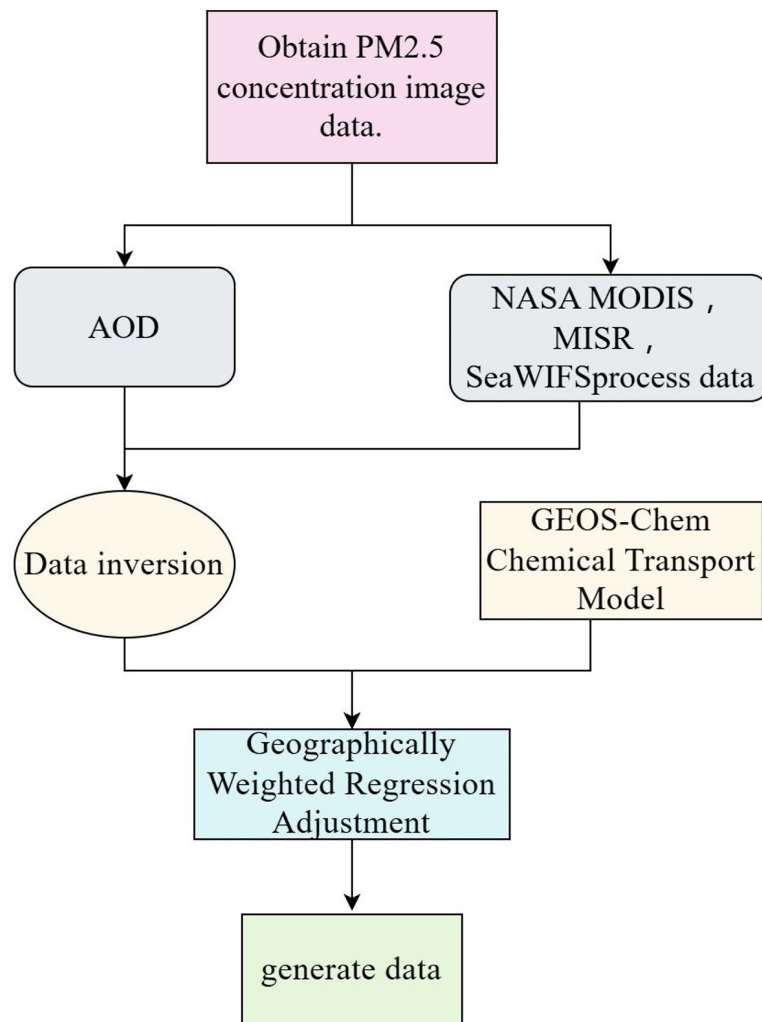 Obtain PM2.5
concentration image
data.
AOD
NASA MODIS，
MISR，
SeaWIFSprocess data
Data inversion
GEOS-Chem
Chemical Transport
Model
Geographically
Weighted Regression
Adjustment
generate data